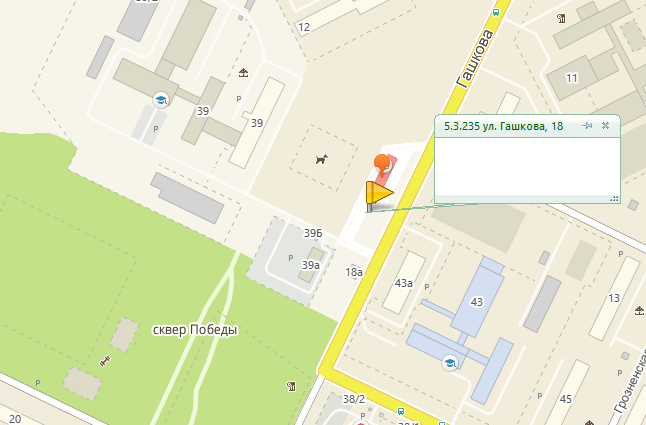 12
Гашкова
11
39
39
5.3.235 ул. Гашкова, 18
P
P
P
39Б
P
39а
18а
43а
P
43
13
сквер Победы
P
P
20
38/2
45
P
Грозненская